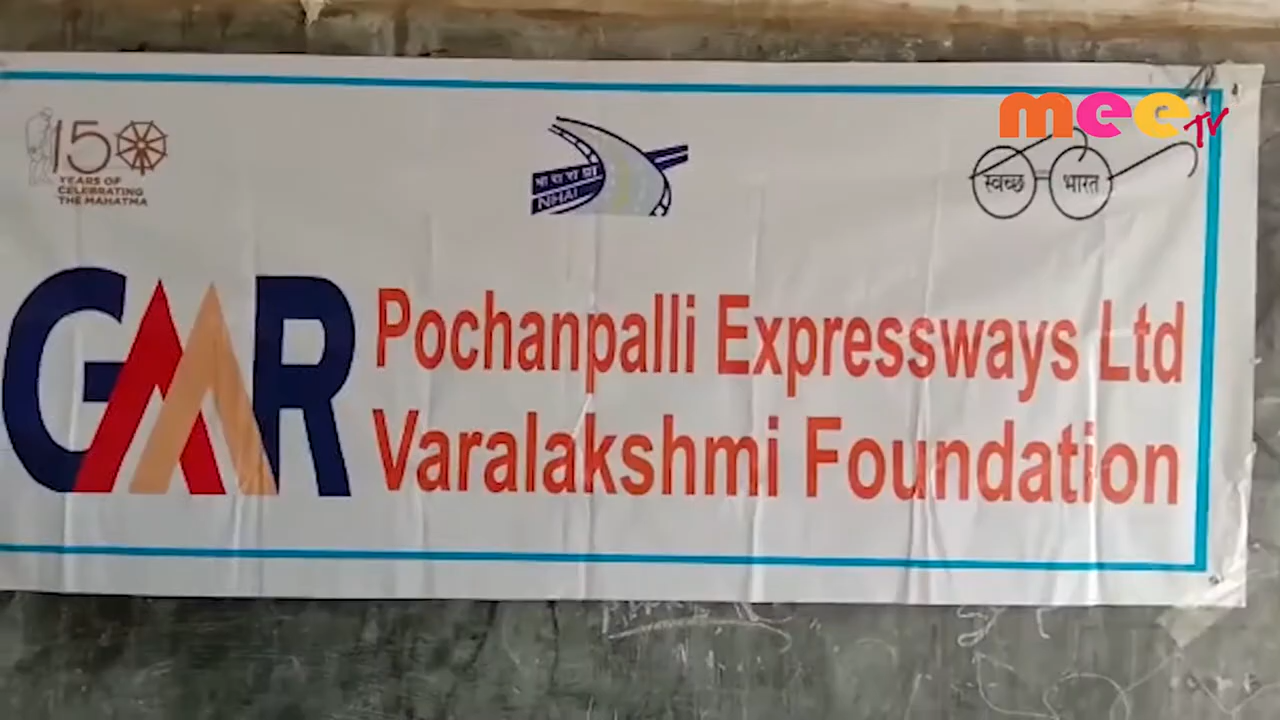 mee TV
150
YEARS OF
CELEBRATING
THE MAHATMA
भा रा रा प्रा
NHAI
स्वच्छ भारत
GMR
Pochanpalli Expressways Ltd
Varalakshmi Foundation